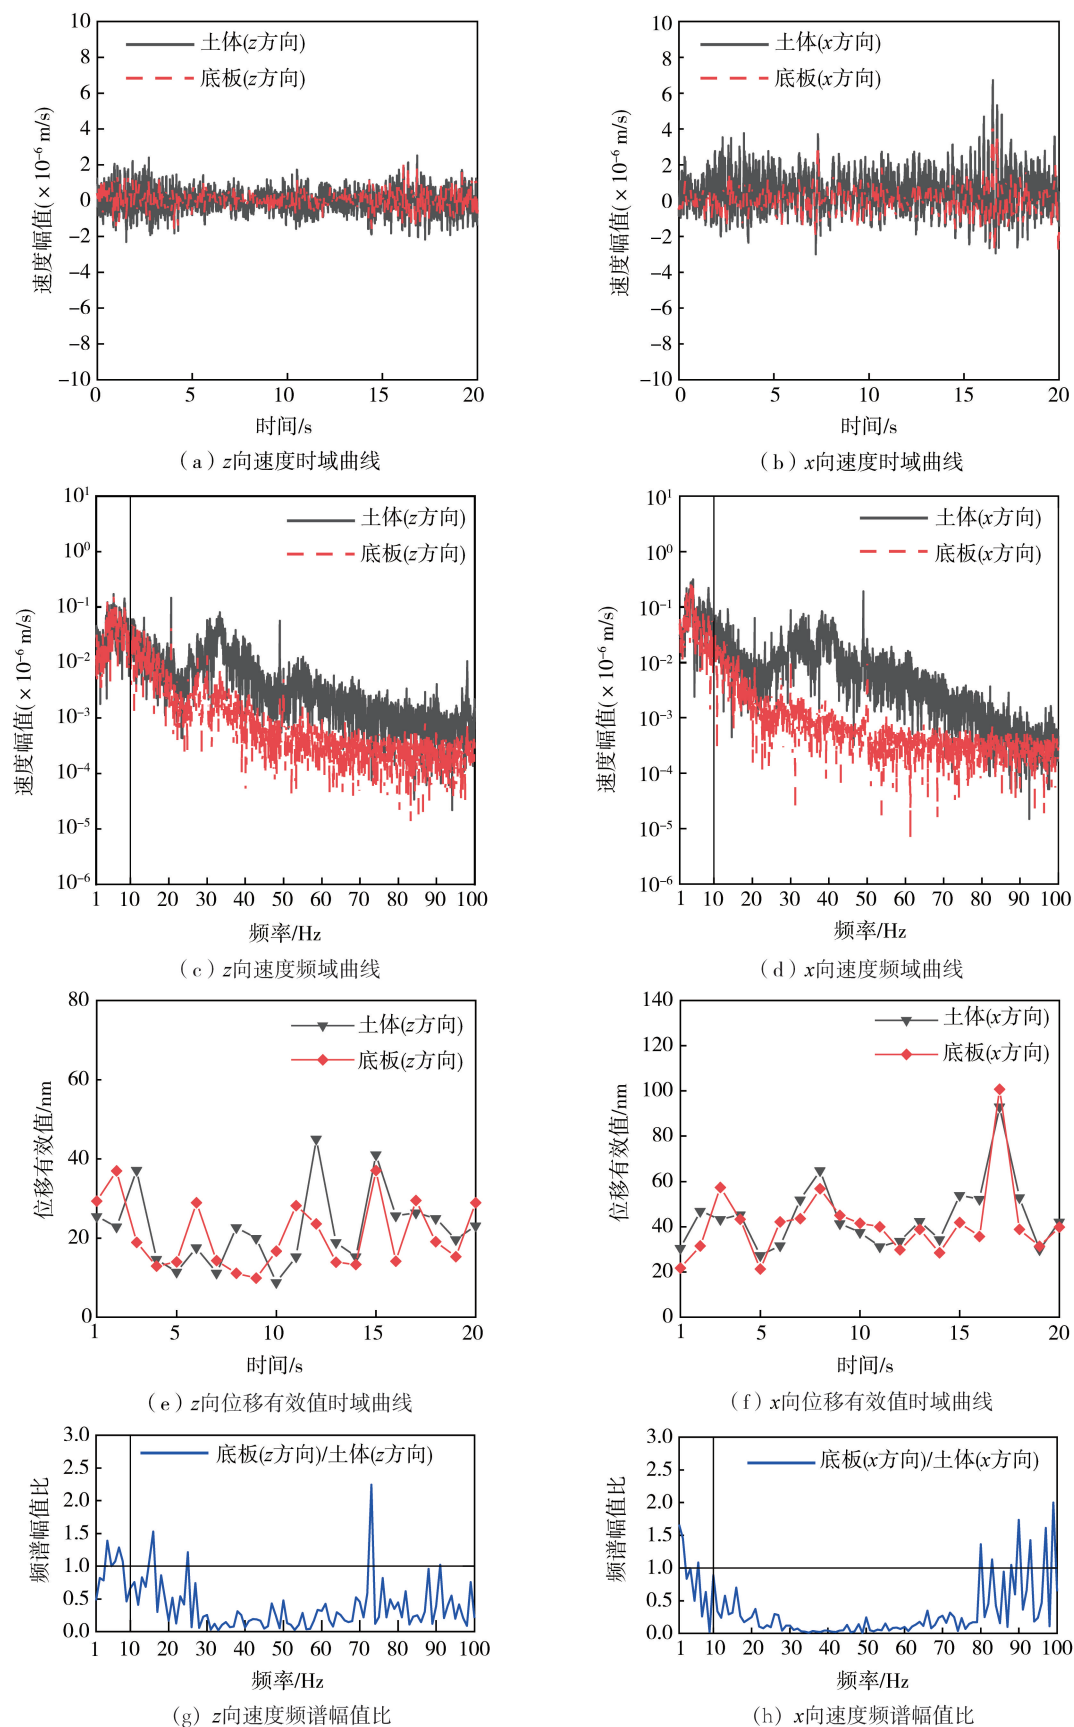 土体(z方向)
底板(z方向)
速度幅值(×10⁻⁶ m/s)
10
8
6
4
2
0
−2
−4
−6
−8
−10
0 5 10 15 20
时间/s
（a）z向速度时域曲线
土体(x方向)
底板(x方向)
速度幅值(×10⁻⁶ m/s)
10
8
6
4
2
0
−2
−4
−6
−8
−10
0 5 10 15 20
时间/s
（b）x向速度时域曲线
土体(z方向)
底板(z方向)
速度幅值(×10⁻⁶ m/s)
10¹
10⁰
10⁻¹
10⁻²
10⁻³
10⁻⁴
10⁻⁵
10⁻⁶
1 10 20 30 40 50 60 70 80 90 100
频率/Hz
（c）z向速度频域曲线
土体(x方向)
底板(x方向)
速度幅值(×10⁻⁶ m/s)
10¹
10⁰
10⁻¹
10⁻²
10⁻³
10⁻⁴
10⁻⁵
10⁻⁶
1 10 20 30 40 50 60 70 80 90 100
频率/Hz
（d）x向速度频域曲线
土体(z方向)
底板(z方向)
位移有效值/nm
80
60
40
20
0
1 5 10 15 20
时间/s
（e）z向位移有效值时域曲线
土体(x方向)
底板(x方向)
位移有效值/nm
140
120
100
80
60
40
20
0
1 5 10 15 20
时间/s
（f）x向位移有效值时域曲线
底板(z方向)/土体(z方向)
频谱幅值比
3.0
2.5
2.0
1.5
1.0
0.5
0.0
1 10 20 30 40 50 60 70 80 90 100
频率/Hz
(g) z向速度频谱幅值比
底板(x方向)/土体(x方向)
频谱幅值比
3.0
2.5
2.0
1.5
1.0
0.5
0.0
1 10 20 30 40 50 60 70 80 90 100
频率/Hz
(h) x向速度频谱幅值比